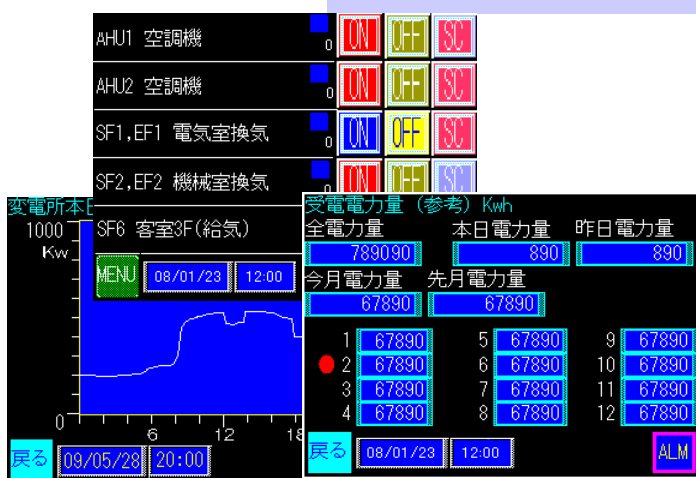 AHU1 空調機 0 ON OFF SC
AHU2 空調機 0 ON OFF SC
SF1,EF1 電気室換気 0 ON OFF SC
SF2,EF2 機械室換気 0 ON OFF SC
SF6 客室3F(給気)
MENU 08/01/23 12:00
変電所本日
1000
Kw
0
6 12 18
戻る 09/05/28 20:00
受電電力量 (参考) Kwh
全電力量 本日電力量 昨日電力量
789090 890 890
今月電力量 先月電力量
67890 67890
1 67890 5 67890 9 67890
2 67890 6 67890 10 67890
3 67890 7 67890 11 67890
4 67890 8 67890 12 67890
戻る 08/01/23 12:00 ALM